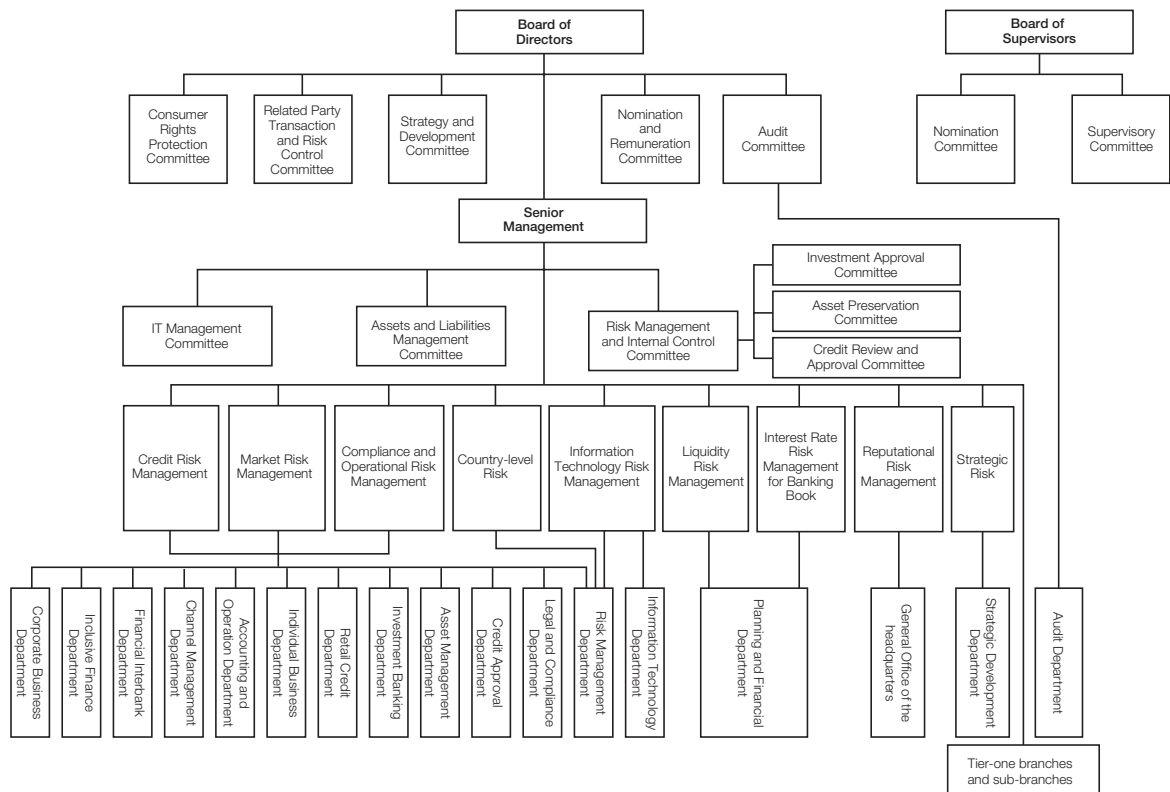 Board of
Directors
Board of
Supervisors
Consumer
Rights
Protection
Committee
Related Party
Transaction
and Risk
Control
Committee
Strategy and
Development
Committee
Nomination
and
Remuneration
Committee
Audit
Committee
Nomination
Committee
Supervisory
Committee
Senior
Management
Investment Approval
Committee
Asset Preservation
Committee
Credit Review and
Approval Committee
IT Management
Committee
Assets and Liabilities
Management
Committee
Risk Management
and Internal Control
Committee
Credit Risk
Management
Market Risk
Management
Compliance and
Operational Risk
Management
Country-level
Risk
Information
Technology Risk
Management
Liquidity
Risk
Management
Interest Rate
Risk
Management
for Banking
Book
Reputational
Risk
Management
Strategic
Risk
Corporate Business
Department
Inclusive Finance
Department
Financial Interbank
Department
Channel Management
Department
Accounting and
Operation Department
Individual Business
Department
Retail Credit
Department
Investment Banking
Department
Asset Management
Department
Credit Approval
Department
Legal and Compliance
Department
Risk Management
Department
Information Technology
Department
Planning and Financial
Department
General Office of the
headquarters
Strategic Development
Department
Audit Department
Tier-one branches
and sub-branches